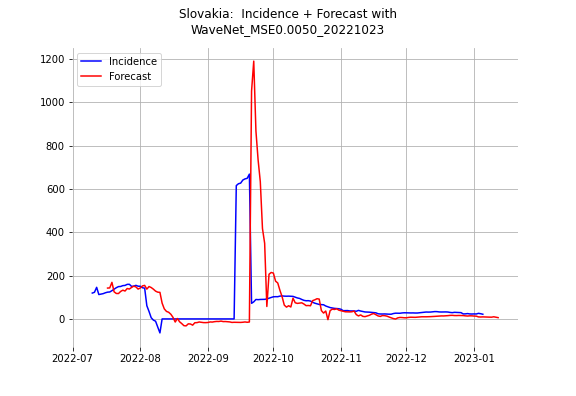 Slovakia:  Incidence + Forecast with
WaveNet_MSE0.0050_20221023
Incidence
Forecast
1200
1000
800
600
400
200
0
2022-07 2022-08 2022-09 2022-10 2022-11 2022-12 2023-01